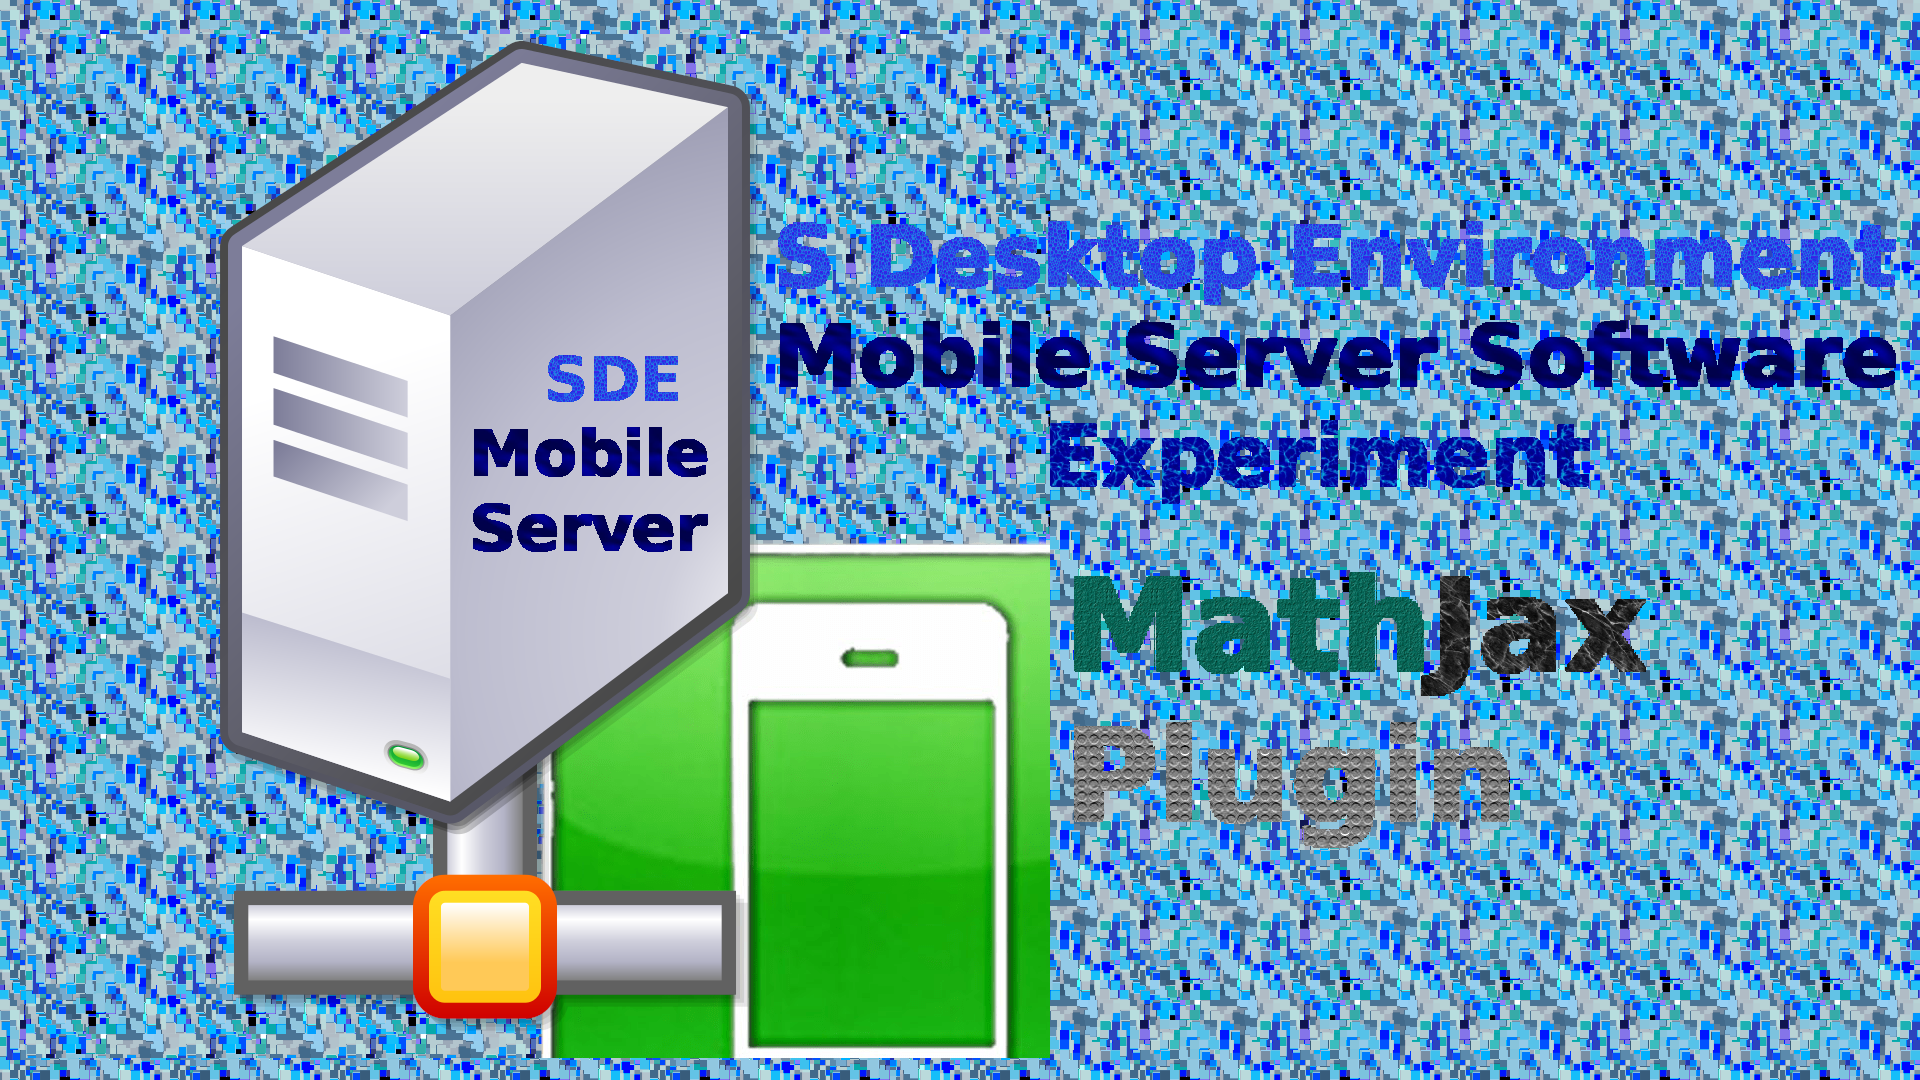 SDE
Mobile
Server
S Desktop Environment
Mobile Server Software
Experiment
MathJax
Plugin